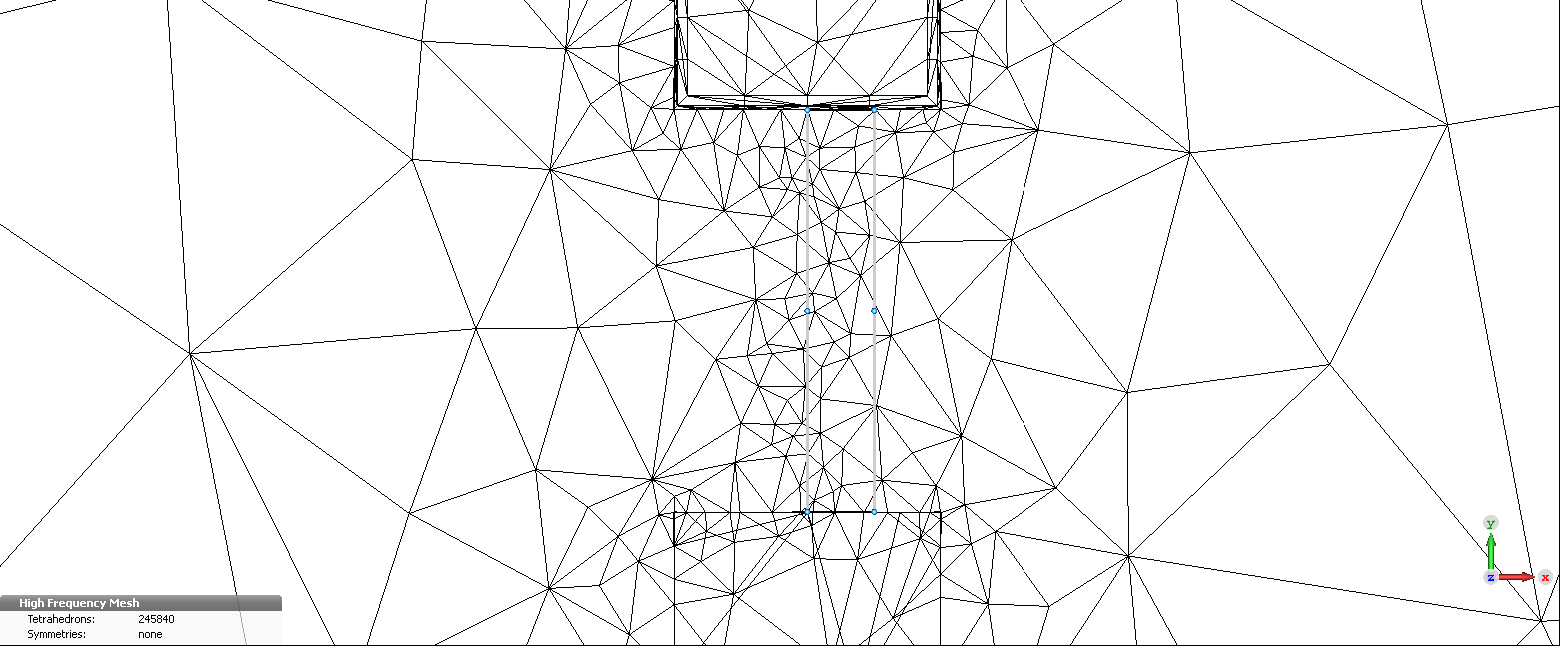 y
z
x
High Frequency Mesh
Tetrahedrons: 245840
Symmetries: none